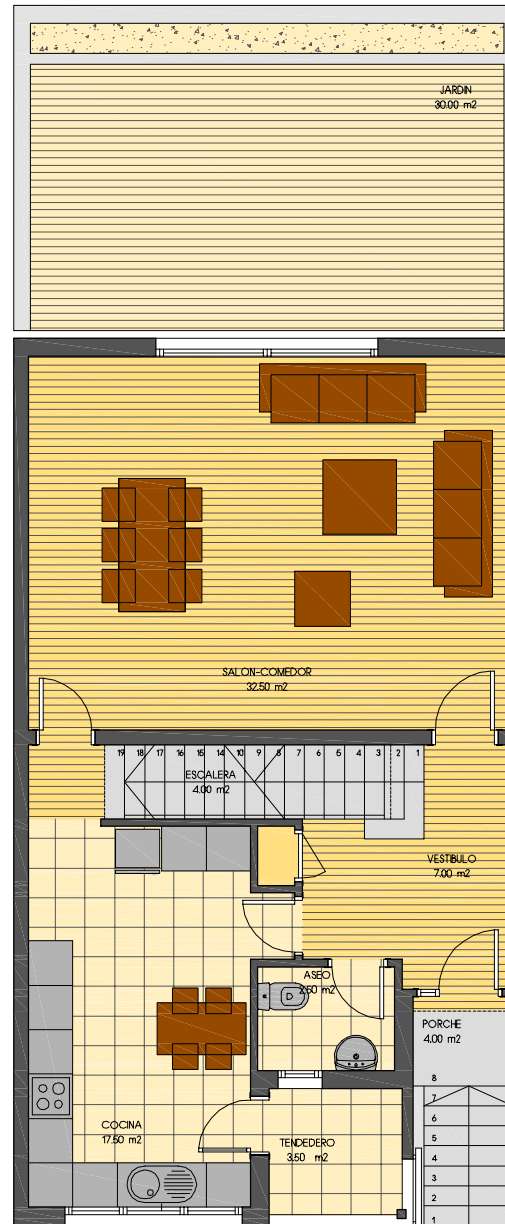 JARDIN
30.00 m2
SALON-COMEDOR
32.50 m2
19 18 17 16 15 14 10 9 8 7 6 5 4 3 2 1
ESCALERA
4.00 m2
VESTIBULO
7.00 m2
ASEO
2.60 m2
PORCHE
4.00 m2
8
7
6
5
4
3
2
1
COCINA
17.50 m2
TENDEDERO
3.50 m2